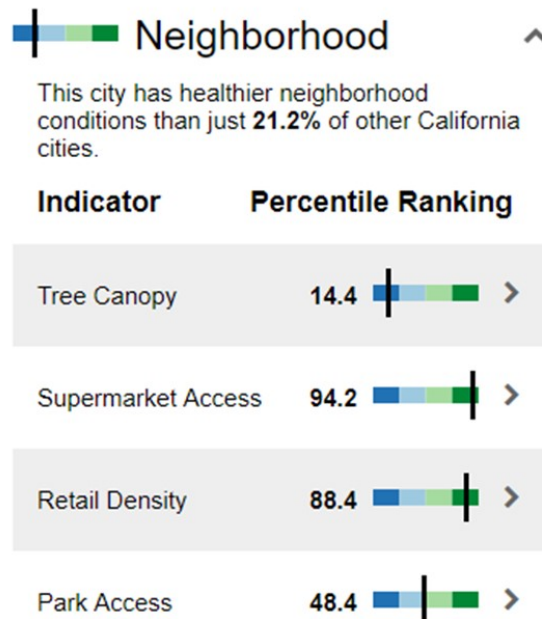 Neighborhood
This city has healthier neighborhood
conditions than just 21.2% of other California
cities.
Indicator Percentile Ranking
Tree Canopy 14.4
Supermarket Access 94.2
Retail Density 88.4
Park Access 48.4